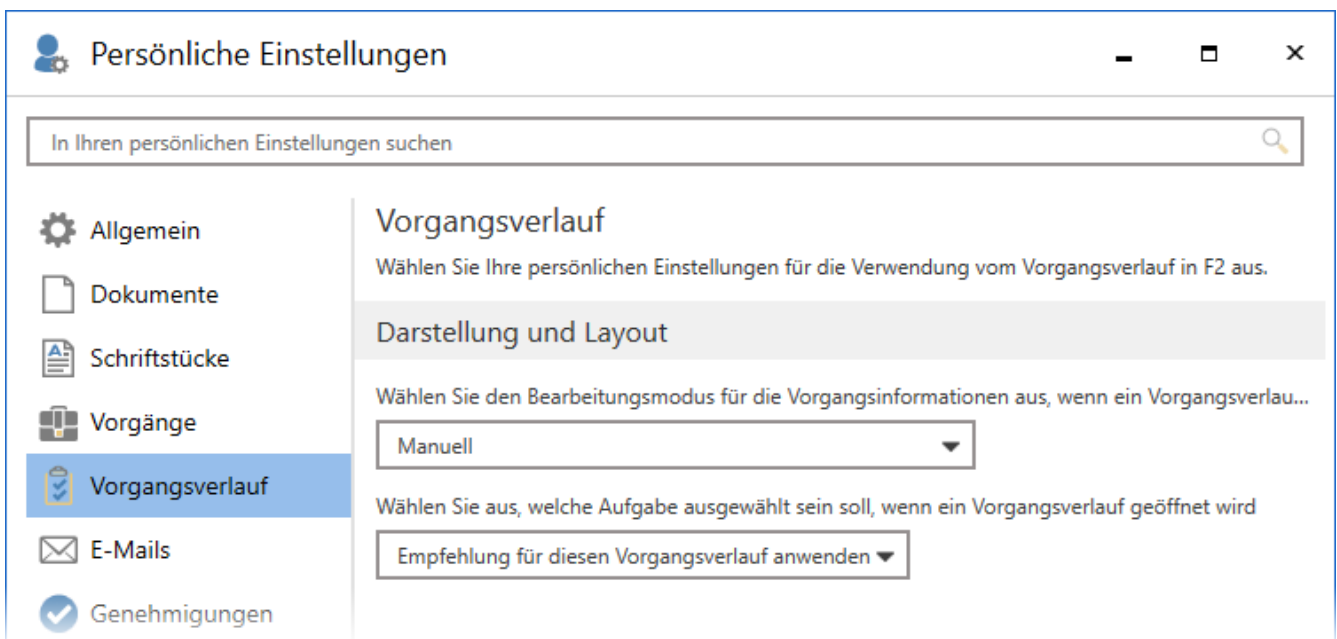 Persönliche Einstellungen
In Ihren persönlichen Einstellungen suchen
Allgemein
Dokumente
Schriftstücke
Vorgänge
Vorgangsverlauf
E-Mails
Genehmigungen
Vorgangsverlauf
Wählen Sie Ihre persönlichen Einstellungen für die Verwendung vom Vorgangsverlauf in F2 aus.
Darstellung und Layout
Wählen Sie den Bearbeitungsmodus für die Vorgangsinformationen aus, wenn ein Vorgangsverlau...
Manuell
Wählen Sie aus, welche Aufgabe ausgewählt sein soll, wenn ein Vorgangsverlauf geöffnet wird
Empfehlung für diesen Vorgangsverlauf anwenden